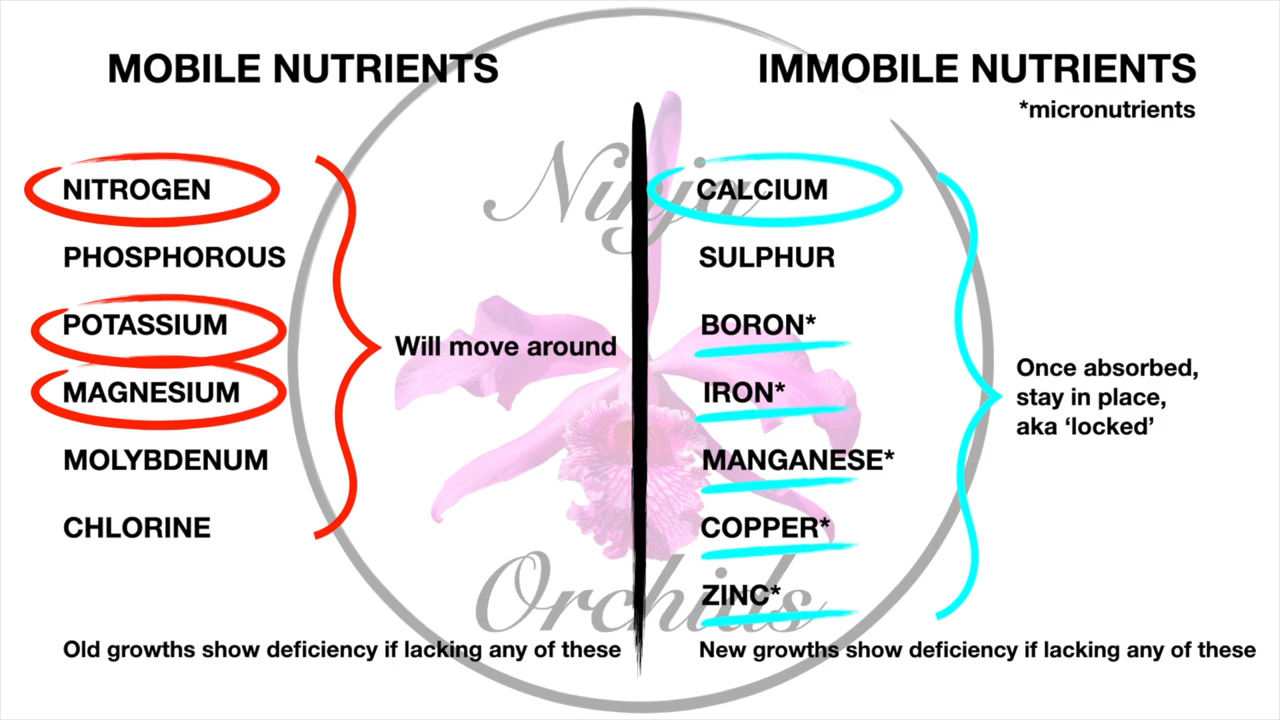 MOBILE NUTRIENTS
NITROGEN
PHOSPHOROUS
POTASSIUM
MAGNESIUM
MOLYBDENUM
CHLORINE
Will move around
Old growths show deficiency if lacking any of these
IMMOBILE NUTRIENTS
*micronutrients
CALCIUM
SULPHUR
BORON*
IRON*
MANGANESE*
COPPER*
ZINC*
Once absorbed,
stay in place,
aka ‘locked’
New growths show deficiency if lacking any of these
Ninja
Orchids